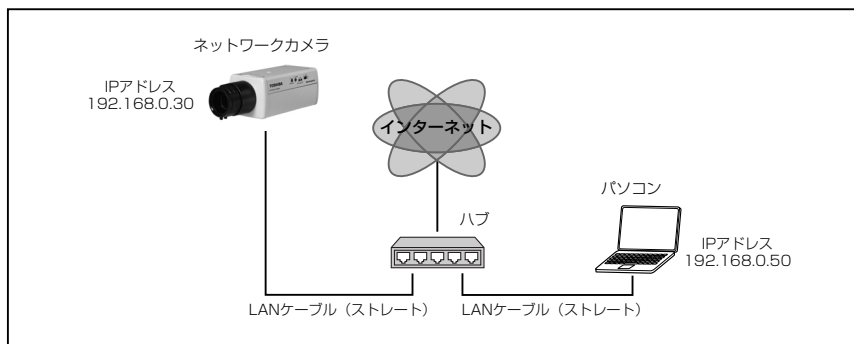 ネットワークカメラ
IPアドレス
192.168.0.30
TOSHIBA
インターネット
ハブ
パソコン
IPアドレス
192.168.0.50
LANケーブル（ストレート）
LANケーブル（ストレート）